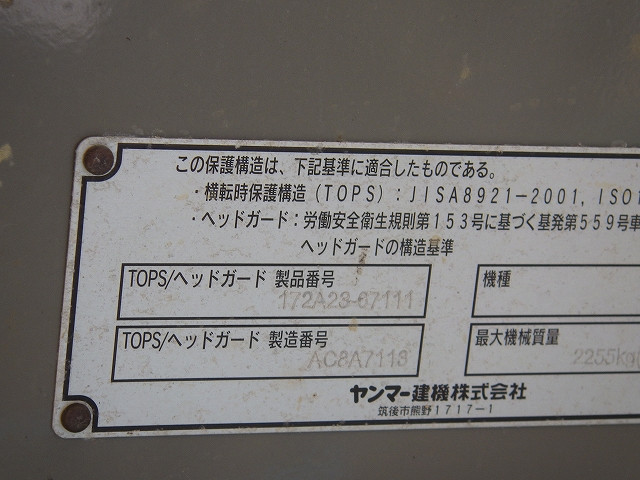 この保護構造は、下記基準に適合したものである。
・横転時保護構造(TOPS):JISA8921-2001, ISO1
・ヘッドガード:労働安全衛生規則第153号に基づく基発第559号車
ヘッドガードの構造基準
TOPS/ヘッドガード 製品番号
172A23-67111
機種
TOPS/ヘッドガード 製造番号
AC8A7113
最大機械質量
2255kg
ヤンマー建機株式会社
筑後市熊野1717-1